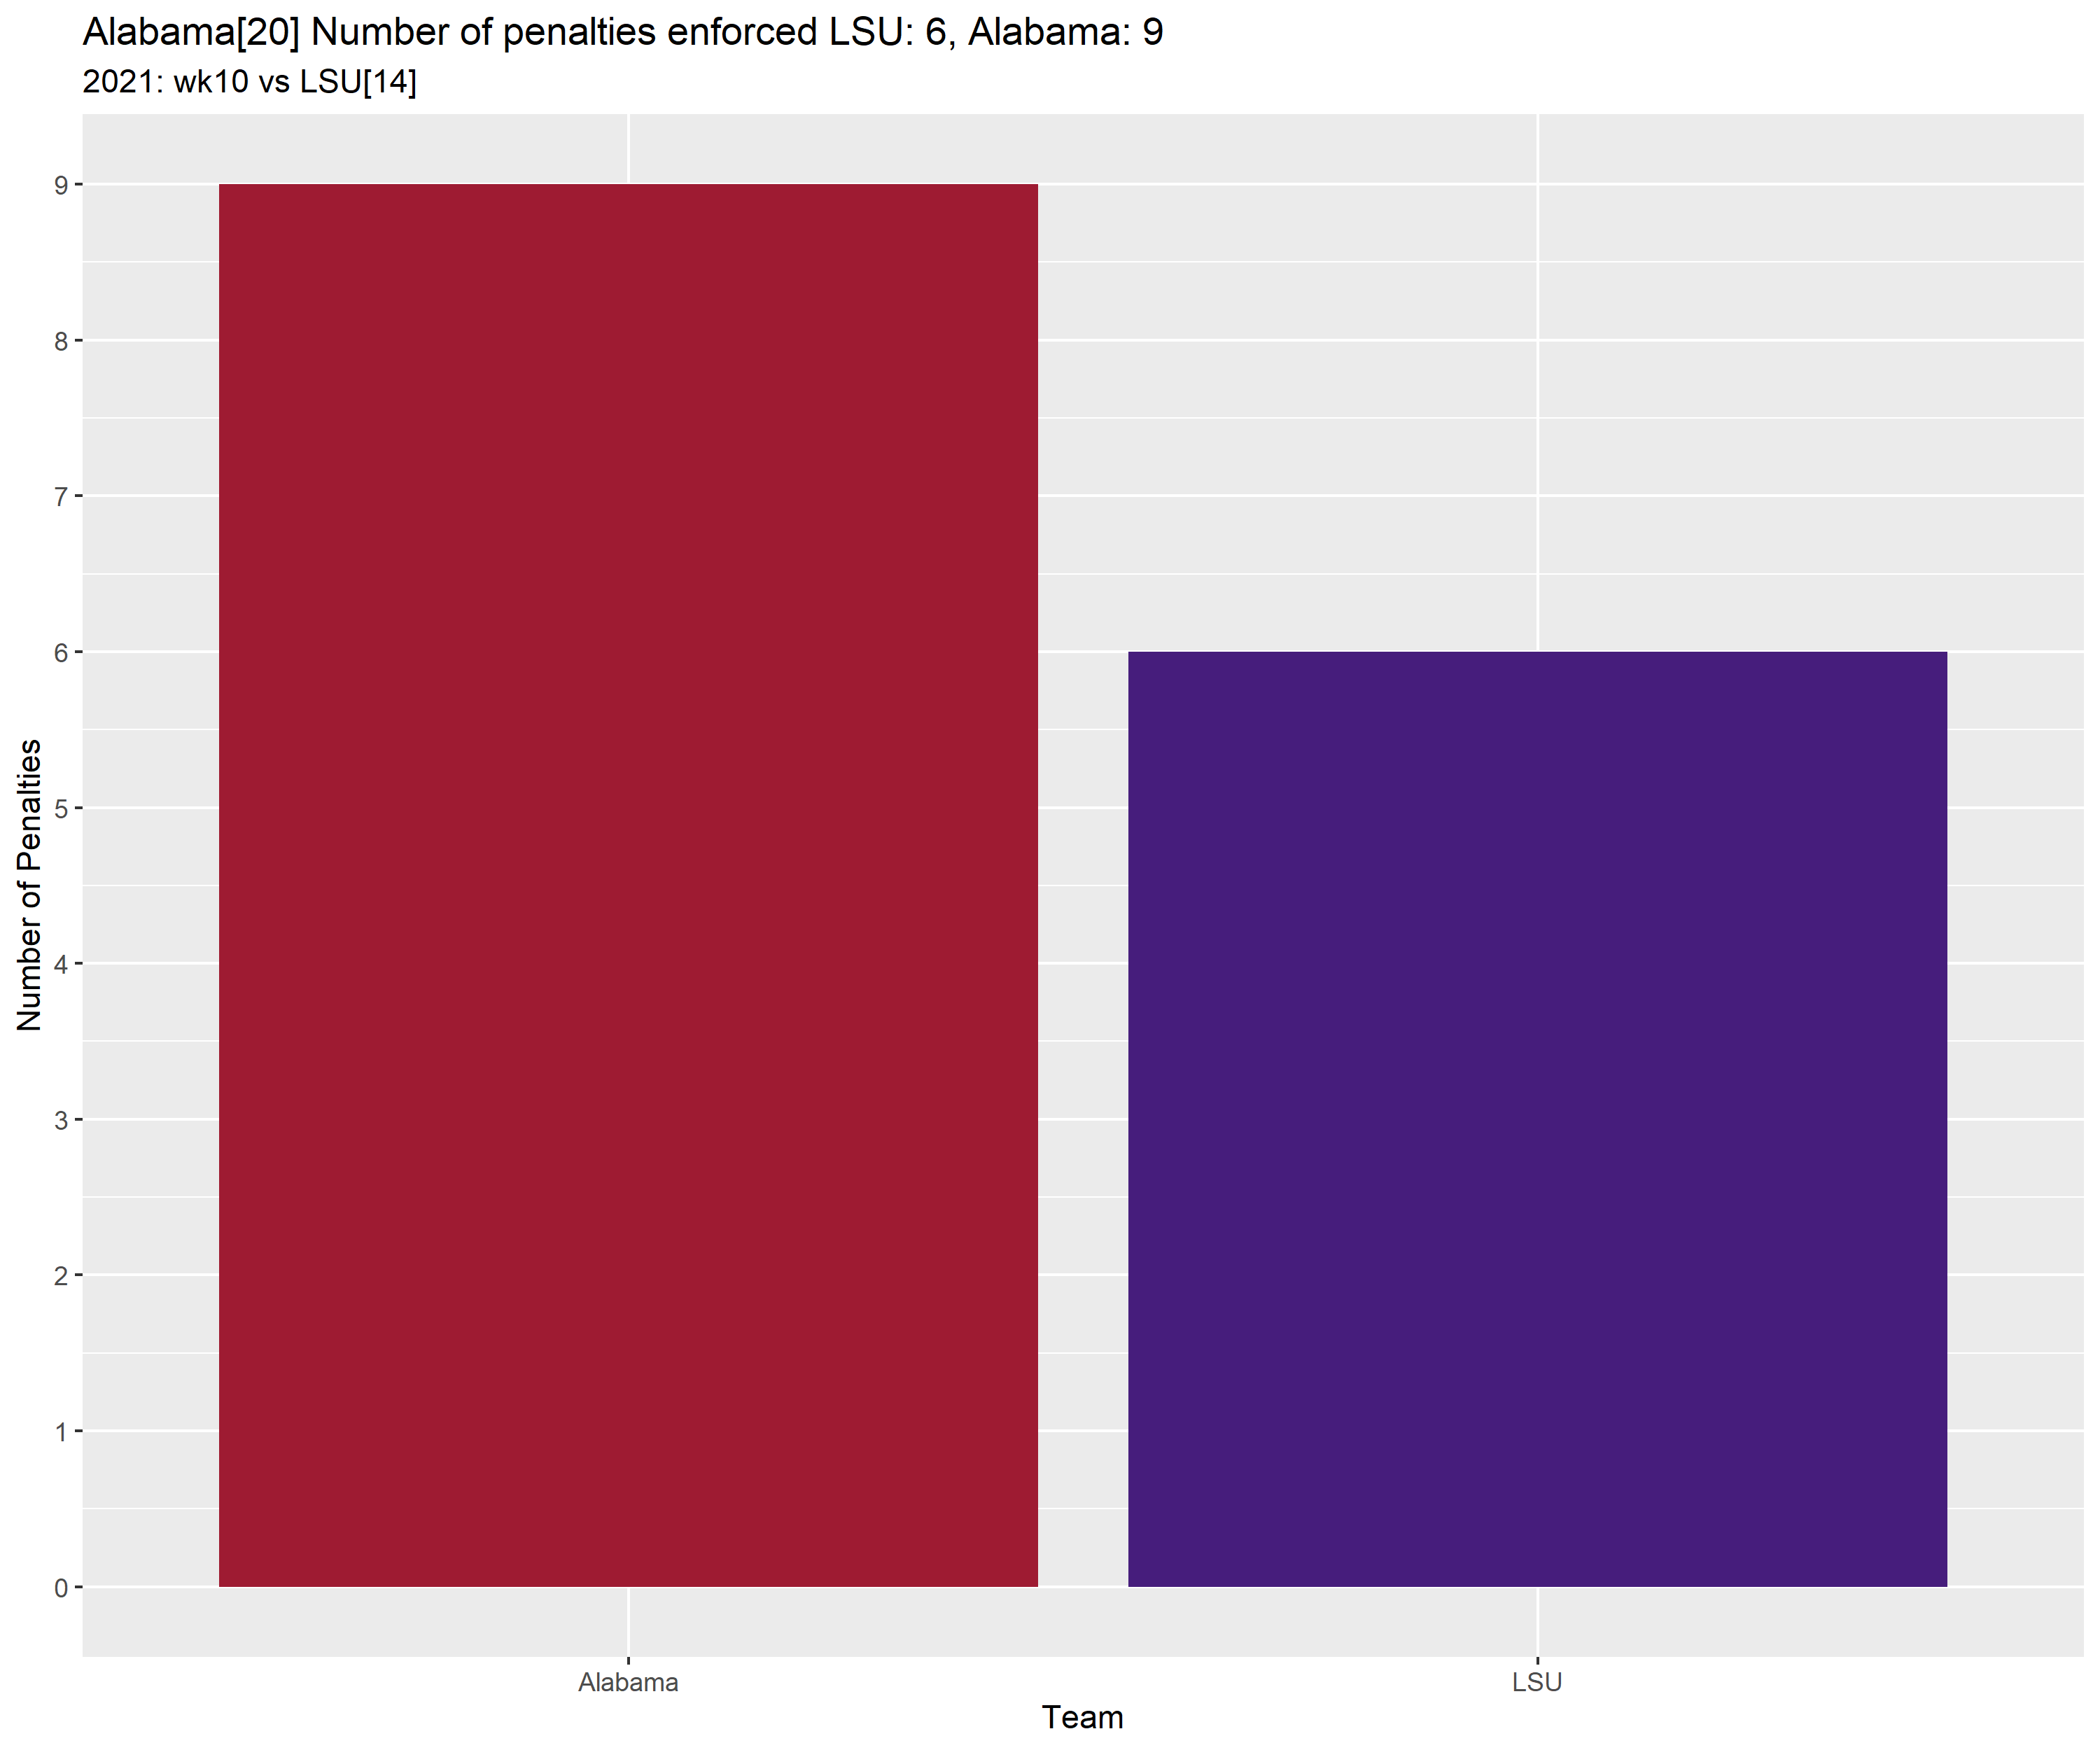 Alabama[20] Number of penalties enforced LSU: 6, Alabama: 9
2021: wk10 vs LSU[14]
9
8
7
6
5
4
3
2
1
0
Number of Penalties
Alabama
LSU
Team